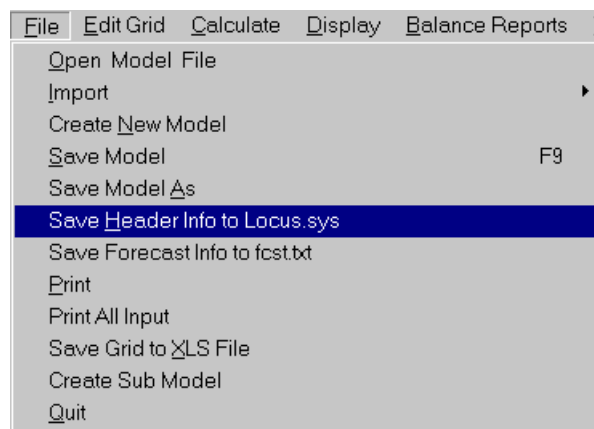 File Edit Grid Calculate Display Balance Reports
Open Model File
Import
Create New Model
Save Model F9
Save Model As
Save Header Info to Locus.sys
Save Forecast Info to fcst.txt
Print
Print All Input
Save Grid to XLS File
Create Sub Model
Quit